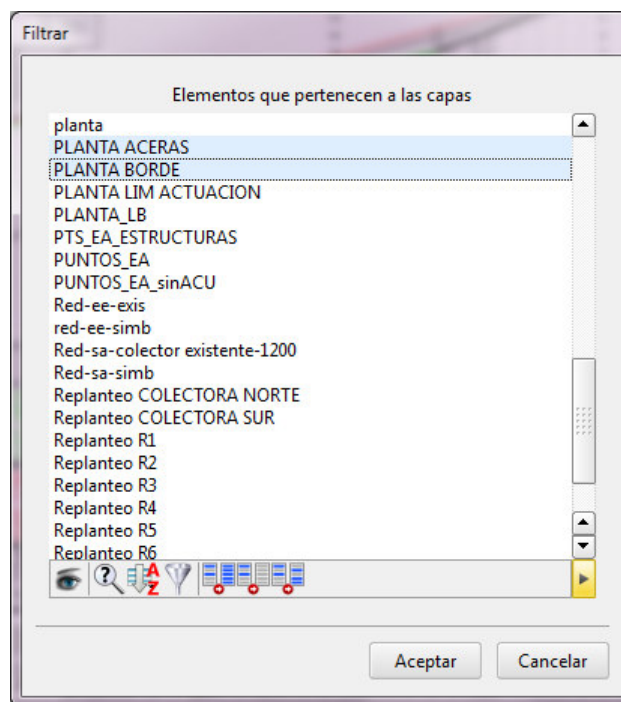 Filtrar
Elementos que pertenecen a las capas
planta
PLANTA ACERAS
PLANTA BORDE
PLANTA LIM ACTUACION
PLANTA_LB
PTS_EA_ESTRUCTURAS
PUNTOS_EA
PUNTOS_EA_sinACU
Red-ee-exis
red-ee-simb
Red-sa-colector existente-1200
Red-sa-simb
Replanteo COLECTORA NORTE
Replanteo COLECTORA SUR
Replanteo R1
Replanteo R2
Replanteo R3
Replanteo R4
Replanteo R5
Replanteo R6
A
Z
Aceptar
Cancelar